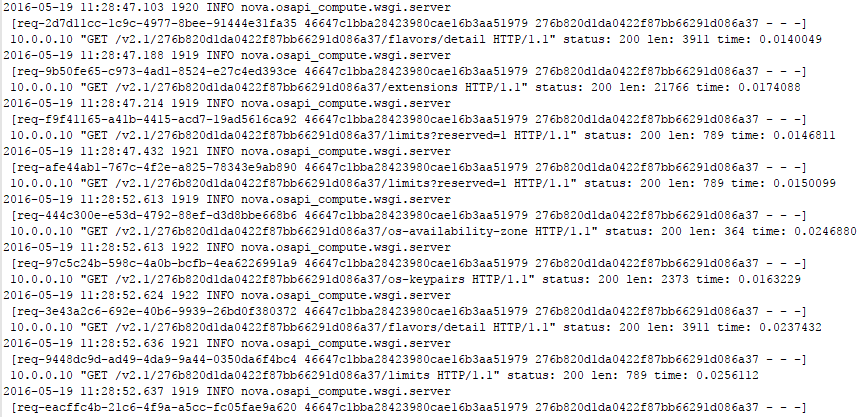 2016-05-19 11:28:47.103 1920 INFO nova.osapi_compute.wsgi.server
[req-2d7d11cc-1c9c-4977-8bee-91444e31fa35 46647c1bba28423980cae16b3aa51979 276b820d1da0422f87bb66291d086a37 - - -]
10.0.0.10 "GET /v2.1/276b820d1da0422f87bb66291d086a37/flavors/detail HTTP/1.1" status: 200 len: 3911 time: 0.0140049
2016-05-19 11:28:47.188 1919 INFO nova.osapi_compute.wsgi.server
[req-9b50fe65-c973-4ad1-8524-e27c4ed393ce 46647c1bba28423980cae16b3aa51979 276b820d1da0422f87bb66291d086a37 - - -]
10.0.0.10 "GET /v2.1/276b820d1da0422f87bb66291d086a37/extensions HTTP/1.1" status: 200 len: 21766 time: 0.0174088
2016-05-19 11:28:47.214 1919 INFO nova.osapi_compute.wsgi.server
[req-f9f41165-a41b-4415-acd7-19ad5616ca92 46647c1bba28423980cae16b3aa51979 276b820d1da0422f87bb66291d086a37 - - -]
10.0.0.10 "GET /v2.1/276b820d1da0422f87bb66291d086a37/limits?reserved=1 HTTP/1.1" status: 200 len: 789 time: 0.0146811
2016-05-19 11:28:47.432 1921 INFO nova.osapi_compute.wsgi.server
[req-afe44ab1-767c-4f2e-a825-78343e9ab890 46647c1bba28423980cae16b3aa51979 276b820d1da0422f87bb66291d086a37 - - -]
10.0.0.10 "GET /v2.1/276b820d1da0422f87bb66291d086a37/limits?reserved=1 HTTP/1.1" status: 200 len: 789 time: 0.0150099
2016-05-19 11:28:52.613 1919 INFO nova.osapi_compute.wsgi.server
[req-444c300e-e53d-4792-88ef-d3d8bbe668b6 46647c1bba28423980cae16b3aa51979 276b820d1da0422f87bb66291d086a37 - - -]
10.0.0.10 "GET /v2.1/276b820d1da0422f87bb66291d086a37/os-availability-zone HTTP/1.1" status: 200 len: 364 time: 0.0246880
2016-05-19 11:28:52.613 1922 INFO nova.osapi_compute.wsgi.server
[req-97c5c24b-598c-4a0b-bcfb-4ea6226991a9 46647c1bba28423980cae16b3aa51979 276b820d1da0422f87bb66291d086a37 - - -]
10.0.0.10 "GET /v2.1/276b820d1da0422f87bb66291d086a37/os-keypairs HTTP/1.1" status: 200 len: 2373 time: 0.0163229
2016-05-19 11:28:52.624 1922 INFO nova.osapi_compute.wsgi.server
[req-3e43a2c6-692e-40b6-9939-26bd0f380372 46647c1bba28423980cae16b3aa51979 276b820d1da0422f87bb66291d086a37 - - -]
10.0.0.10 "GET /v2.1/276b820d1da0422f87bb66291d086a37/flavors/detail HTTP/1.1" status: 200 len: 3911 time: 0.0237432
2016-05-19 11:28:52.636 1921 INFO nova.osapi_compute.wsgi.server
[req-9448dc9d-ad49-4da9-9a44-0350da6f4bc4 46647c1bba28423980cae16b3aa51979 276b820d1da0422f87bb66291d086a37 - - -]
10.0.0.10 "GET /v2.1/276b820d1da0422f87bb66291d086a37/limits HTTP/1.1" status: 200 len: 789 time: 0.0256112
2016-05-19 11:28:52.637 1919 INFO nova.osapi_compute.wsgi.server
[req-eacffc4b-21c6-4f9a-a5cc-fc05fae9a620 46647c1bba28423980cae16b3aa51979 276b820d1da0422f87bb66291d086a37 - - -]